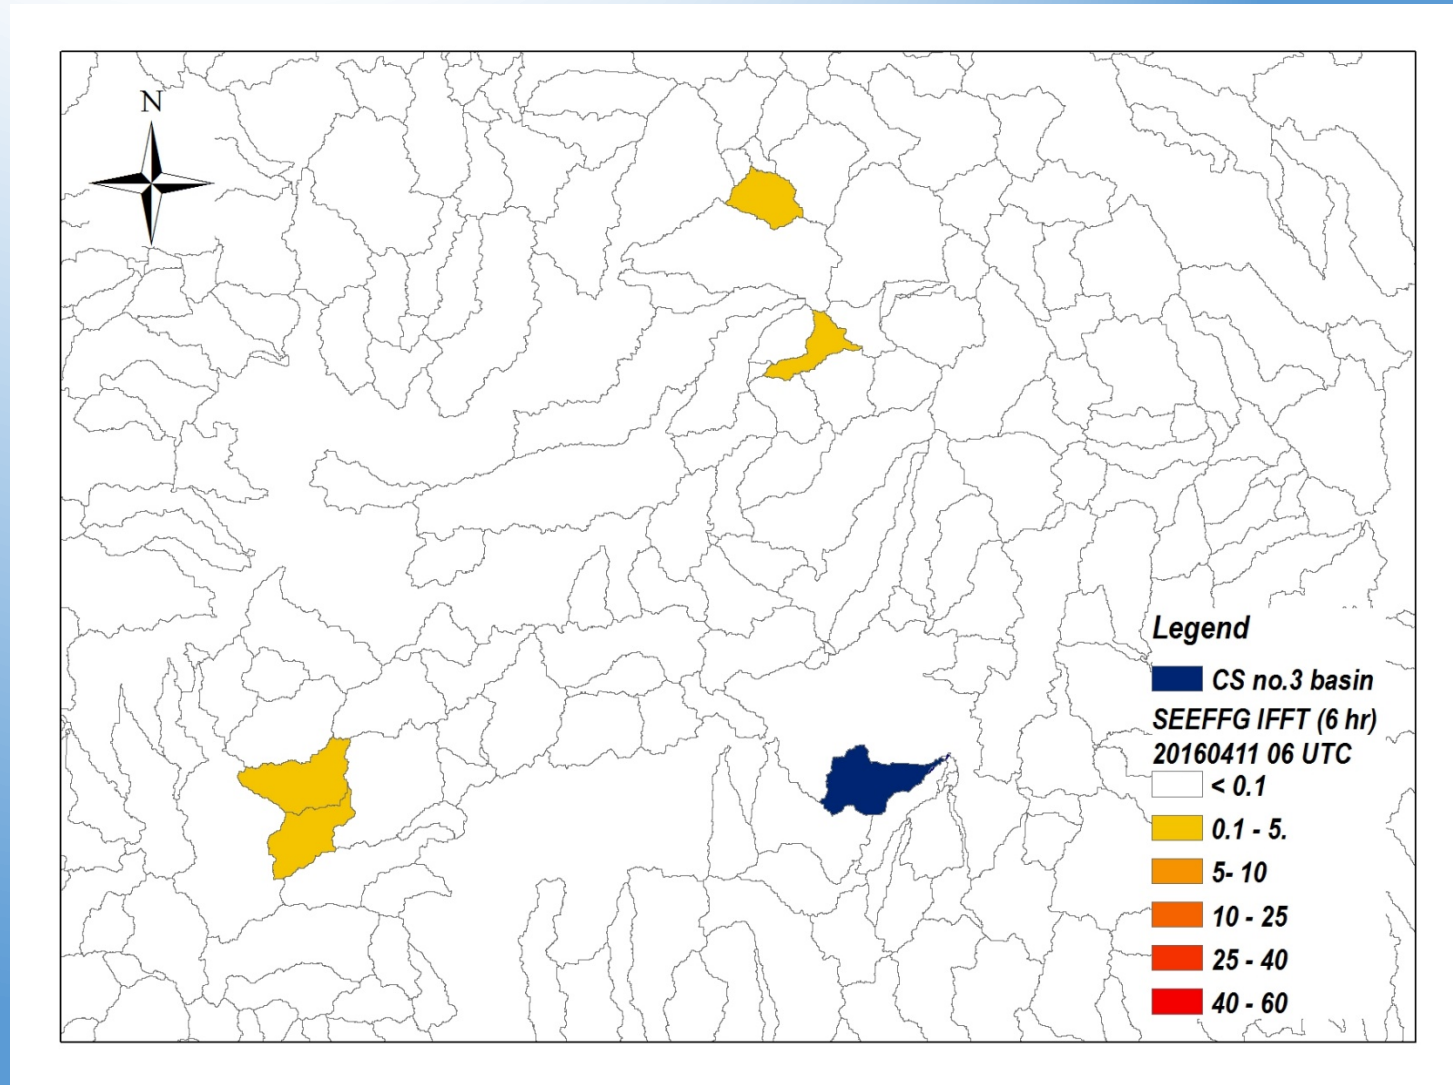 N
Legend
CS no.3 basin
SEEFFG IFFT (6 hr)
20160411 06 UTC
< 0.1
0.1 - 5.
5- 10
10 - 25
25 - 40
40 - 60